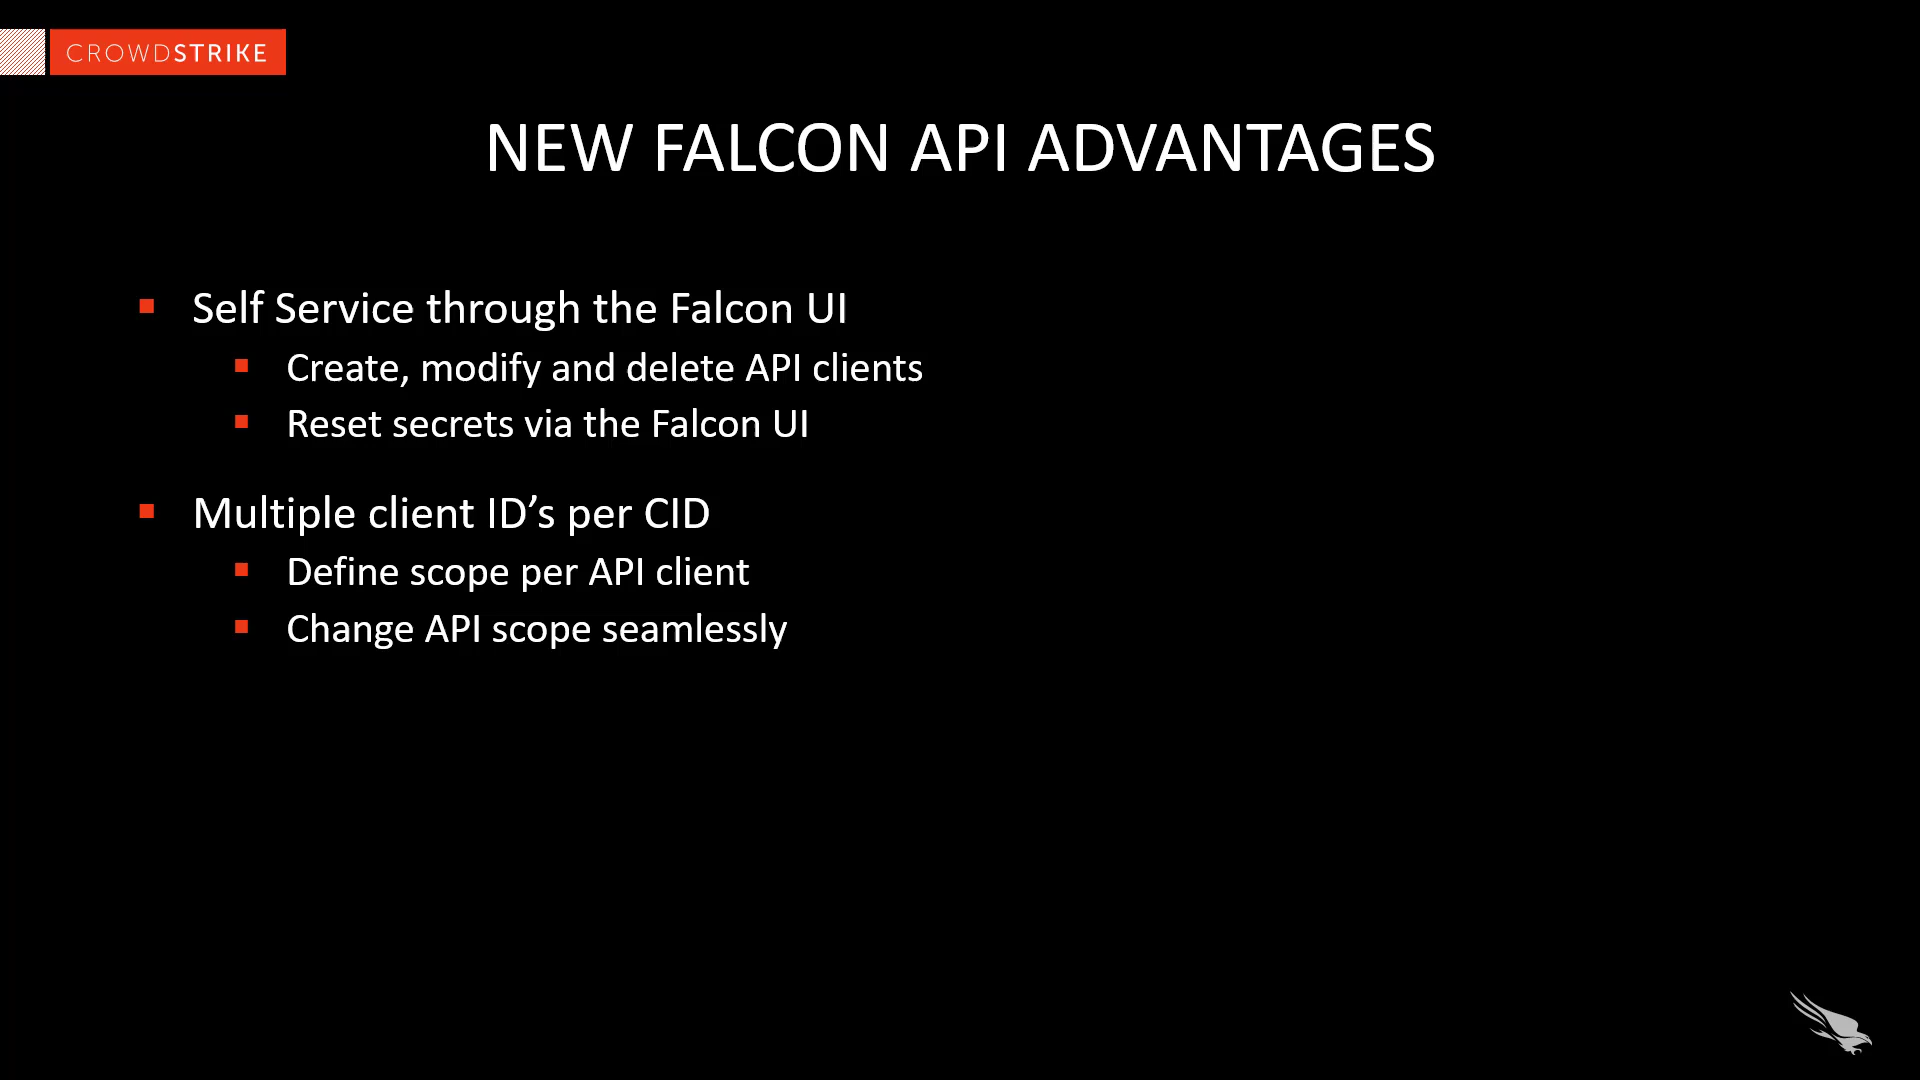 CROWDSTRIKE
NEW FALCON API ADVANTAGES
Self Service through the Falcon UI
Create, modify and delete API clients
Reset secrets via the Falcon UI
Multiple client ID’s per CID
Define scope per API client
Change API scope seamlessly